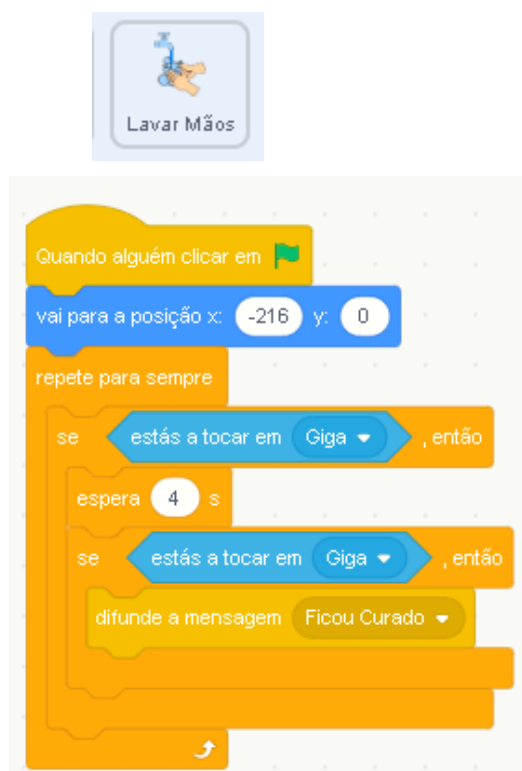 Lavar Mãos
Quando alguém clicar em
vai para a posição x: -216 y: 0
repete para sempre
se estás a tocar em Giga , então
espera 4 s
se estás a tocar em Giga , então
difunde a mensagem Ficou Curado